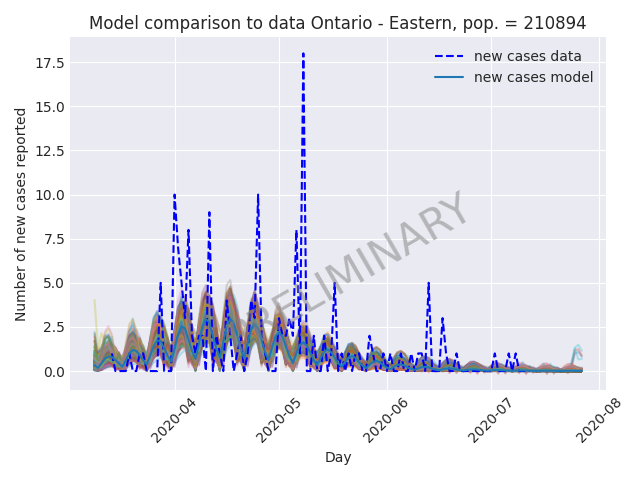 Model comparison to data Ontario - Eastern, pop. = 210894
new cases data
new cases model
Number of new cases reported
17.5
15.0
12.5
10.0
7.5
5.0
2.5
0.0
PRELIMINARY
2020-04
2020-05
2020-06
2020-07
2020-08
Day